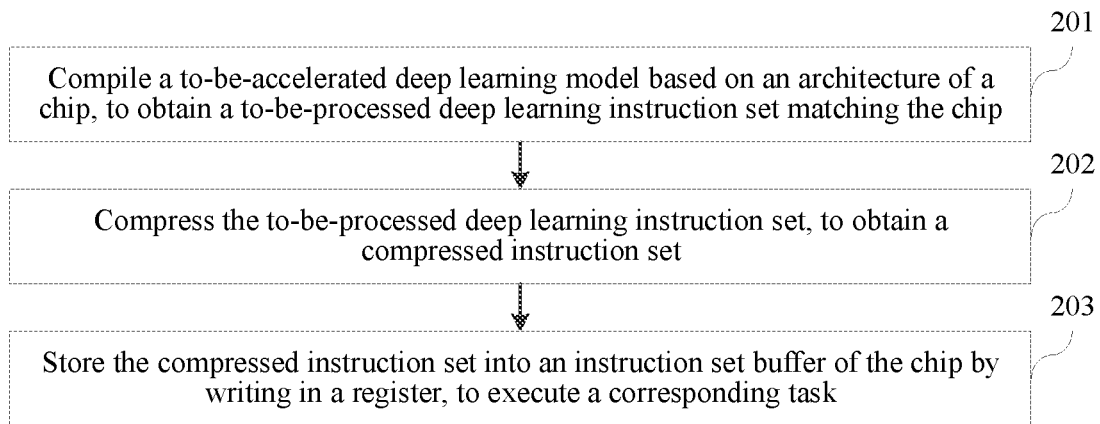 201
Compile a to-be-accelerated deep learning model based on an architecture of a
chip, to obtain a to-be-processed deep learning instruction set matching the chip
202
Compress the to-be-processed deep learning instruction set, to obtain a
compressed instruction set
203
Store the compressed instruction set into an instruction set buffer of the chip by
writing in a register, to execute a corresponding task